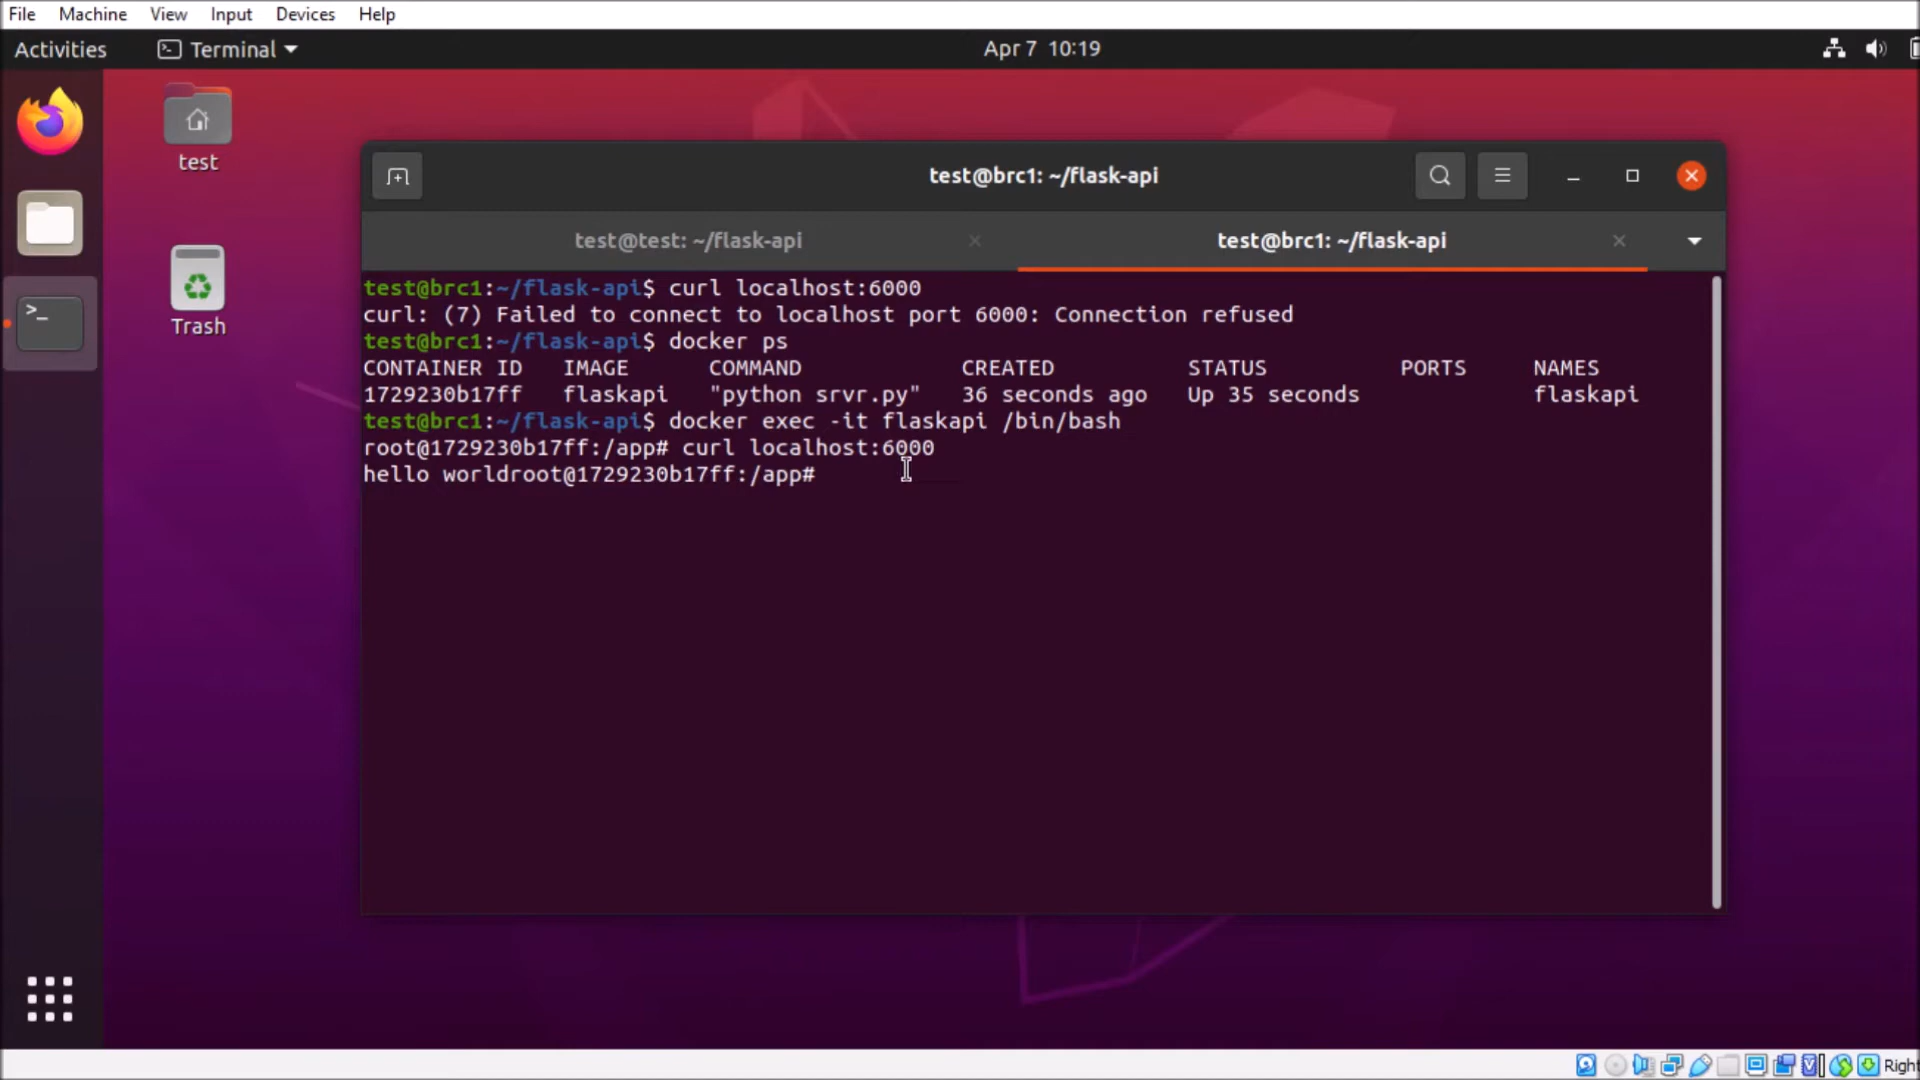 File Machine View Input Devices Help
Activities Terminal Apr 7 10:19
test
Trash
test@brc1: ~/flask-api
test@test: ~/flask-api test@brc1: ~/flask-api
test@brc1:~/flask-api$ curl localhost:6000
curl: (7) Failed to connect to localhost port 6000: Connection refused
test@brc1:~/flask-api$ docker ps
CONTAINER ID IMAGE COMMAND CREATED STATUS PORTS NAMES
1729230b17ff flaskapi "python srvr.py" 36 seconds ago Up 35 seconds flaskapi
test@brc1:~/flask-api$ docker exec -it flaskapi /bin/bash
root@1729230b17ff:/app# curl localhost:6000
hello worldroot@1729230b17ff:/app#
Right